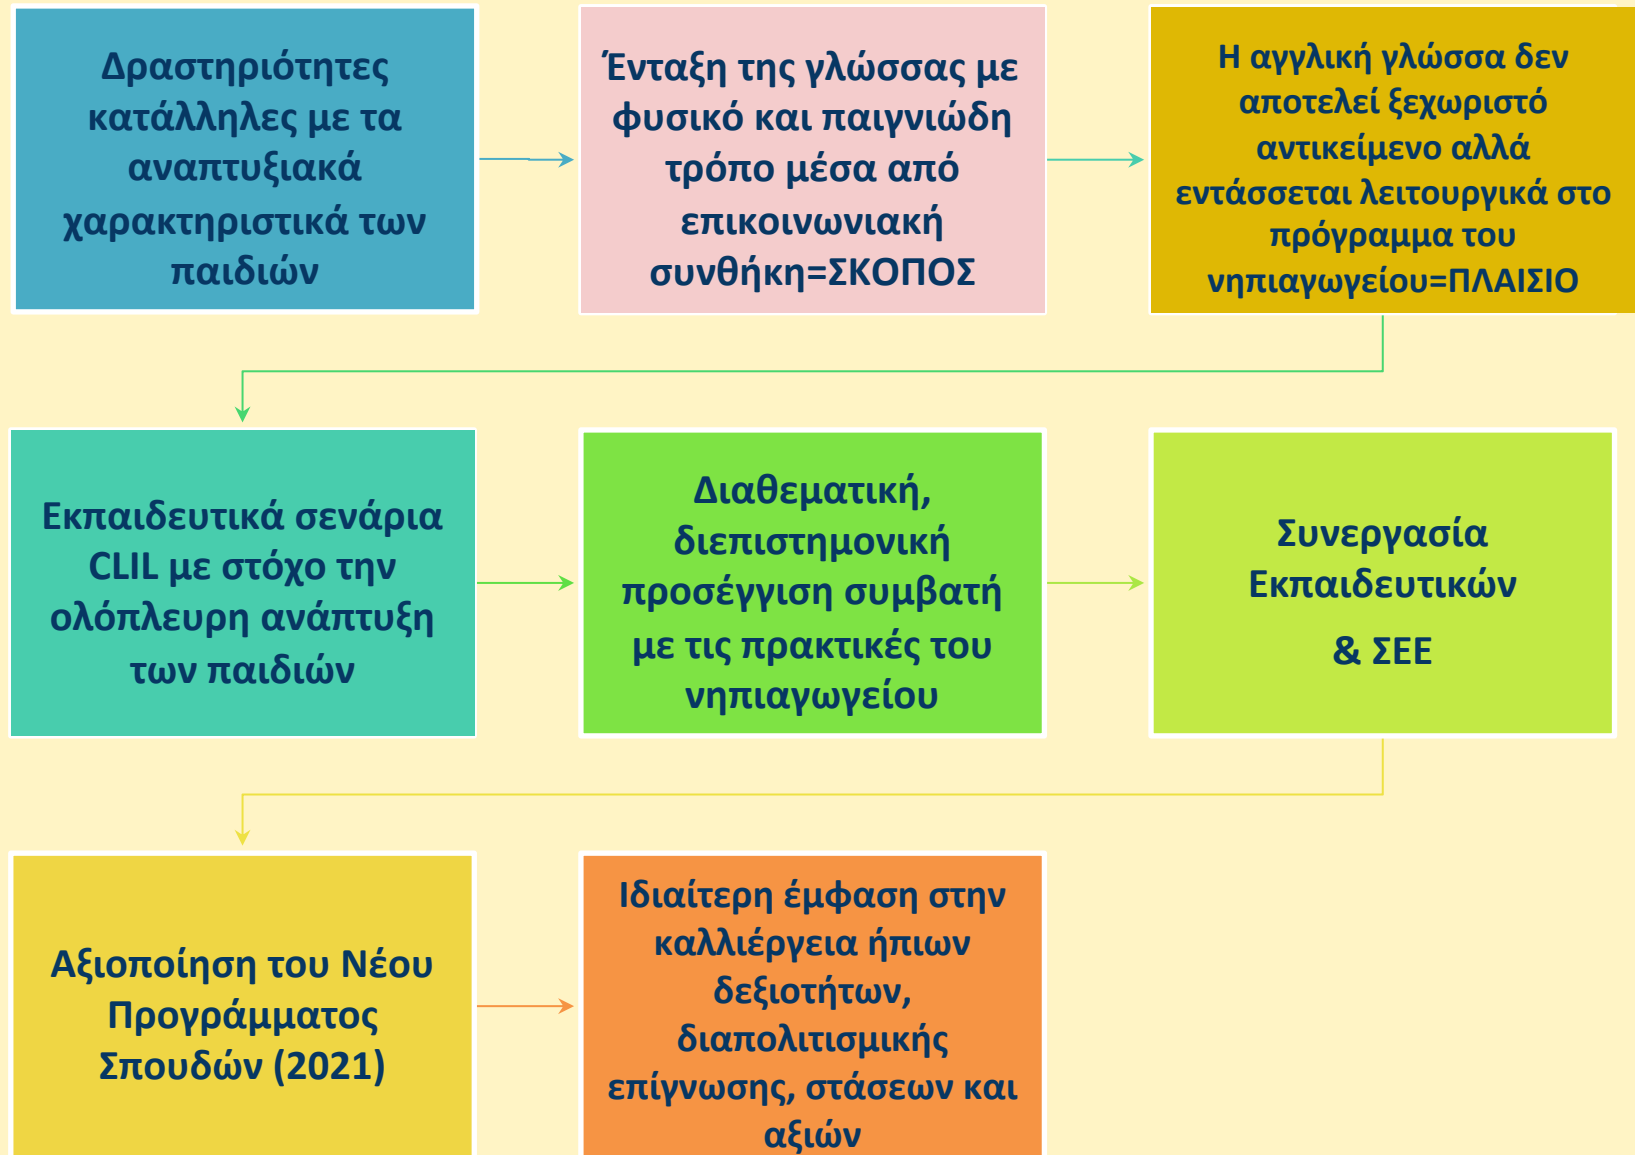 Δραστηριότητες
κατάλληλες με τα
αναπτυξιακά
χαρακτηριστικά των
παιδιών
Ένταξη της γλώσσας με
φυσικό και παιγνιώδη
τρόπο μέσα από
επικοινωνιακή
συνθήκη=ΣΚΟΠΟΣ
Η αγγλική γλώσσα δεν
αποτελεί ξεχωριστό
αντικείμενο αλλά
εντάσσεται λειτουργικά στο
πρόγραμμα του
νηπιαγωγείου=ΠΛΑΙΣΙΟ
Εκπαιδευτικά σενάρια
CLIL με στόχο την
ολόπλευρη ανάπτυξη
των παιδιών
Διαθεματική,
διεπιστημονική
προσέγγιση συμβατή
με τις πρακτικές του
νηπιαγωγείου
Συνεργασία
Εκπαιδευτικών
& ΣΕΕ
Αξιοποίηση του Νέου
Προγράμματος
Σπουδών (2021)
Ιδιαίτερη έμφαση στην
καλλιέργεια ήπιων
δεξιοτήτων,
διαπολιτισμικής
επίγνωσης, στάσεων και
αξιών